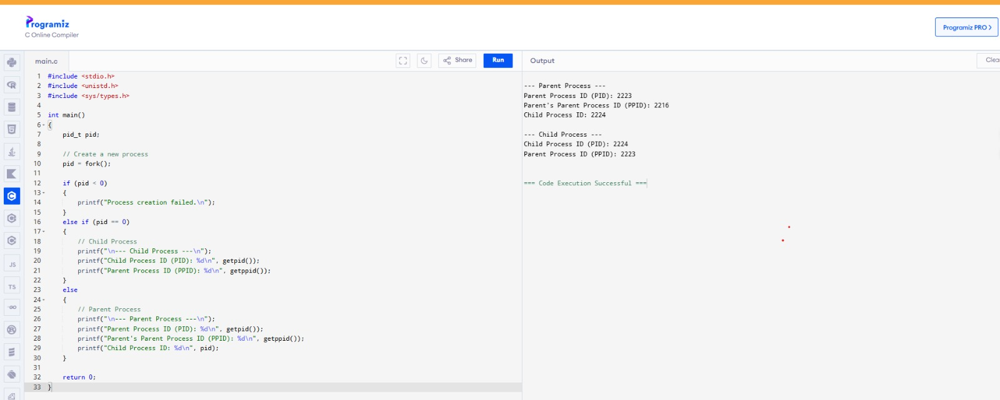 Programiz
C Online Compiler
Programiz PRO >
main.c
Share
Run
Output
1 #include <stdio.h>
2 #include <unistd.h>
3 #include <sys/types.h>
4
5 int main()
6 {
7     pid_t pid;
8
9     // Create a new process
10     pid = fork();
11
12     if (pid < 0)
13     {
14         printf("Process creation failed.\n");
15     }
16     else if (pid == 0)
17     {
18         // Child Process
19         printf("\n--- Child Process ---\n");
20         printf("Child Process ID (PID): %d\n", getpid());
21         printf("Parent Process ID (PPID): %d\n", getppid());
22     }
23     else
24     {
25         // Parent Process
26         printf("\n--- Parent Process ---\n");
27         printf("Parent Process ID (PID): %d\n", getpid());
28         printf("Parent's Parent Process ID (PPID): %d\n", getppid());
29         printf("Child Process ID: %d\n", pid);
30     }
31
32     return 0;
33 }
--- Parent Process ---
Parent Process ID (PID): 2223
Parent's Parent Process ID (PPID): 2216
Child Process ID: 2224
--- Child Process ---
Child Process ID (PID): 2224
Parent Process ID (PPID): 2223
=== Code Execution Successful ===
JS
TS
GO